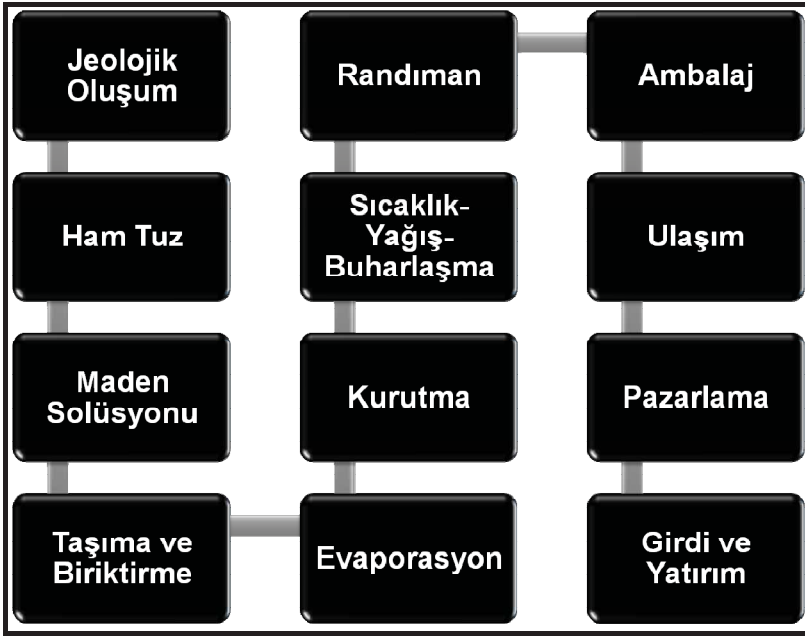 Jeolojik
Oluşum
Ham Tuz
Maden
Solüsyonu
Taşıma ve
Biriktirme
Evaporasyon
Kurutma
Sıcaklık-
Yağış-
Buharlaşma
Randıman
Ambalaj
Ulaşım
Pazarlama
Girdi ve
Yatırım